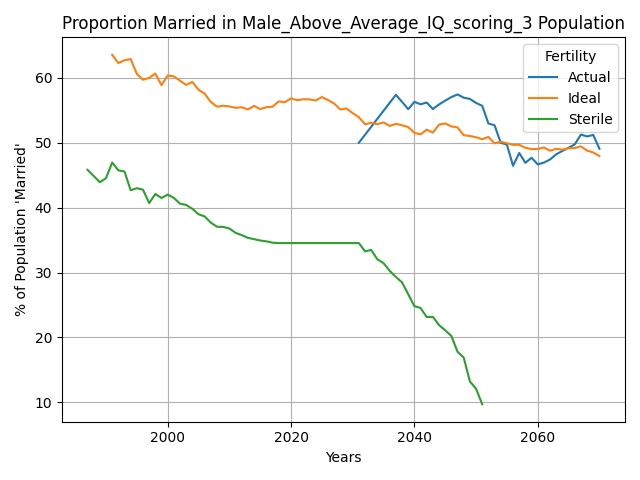 Proportion Married in Male_Above_Average_IQ_scoring_3 Population
Fertility
Actual
Ideal
Sterile
% of Population 'Married'
60
50
40
30
20
10
2000
2020
2040
2060
Years